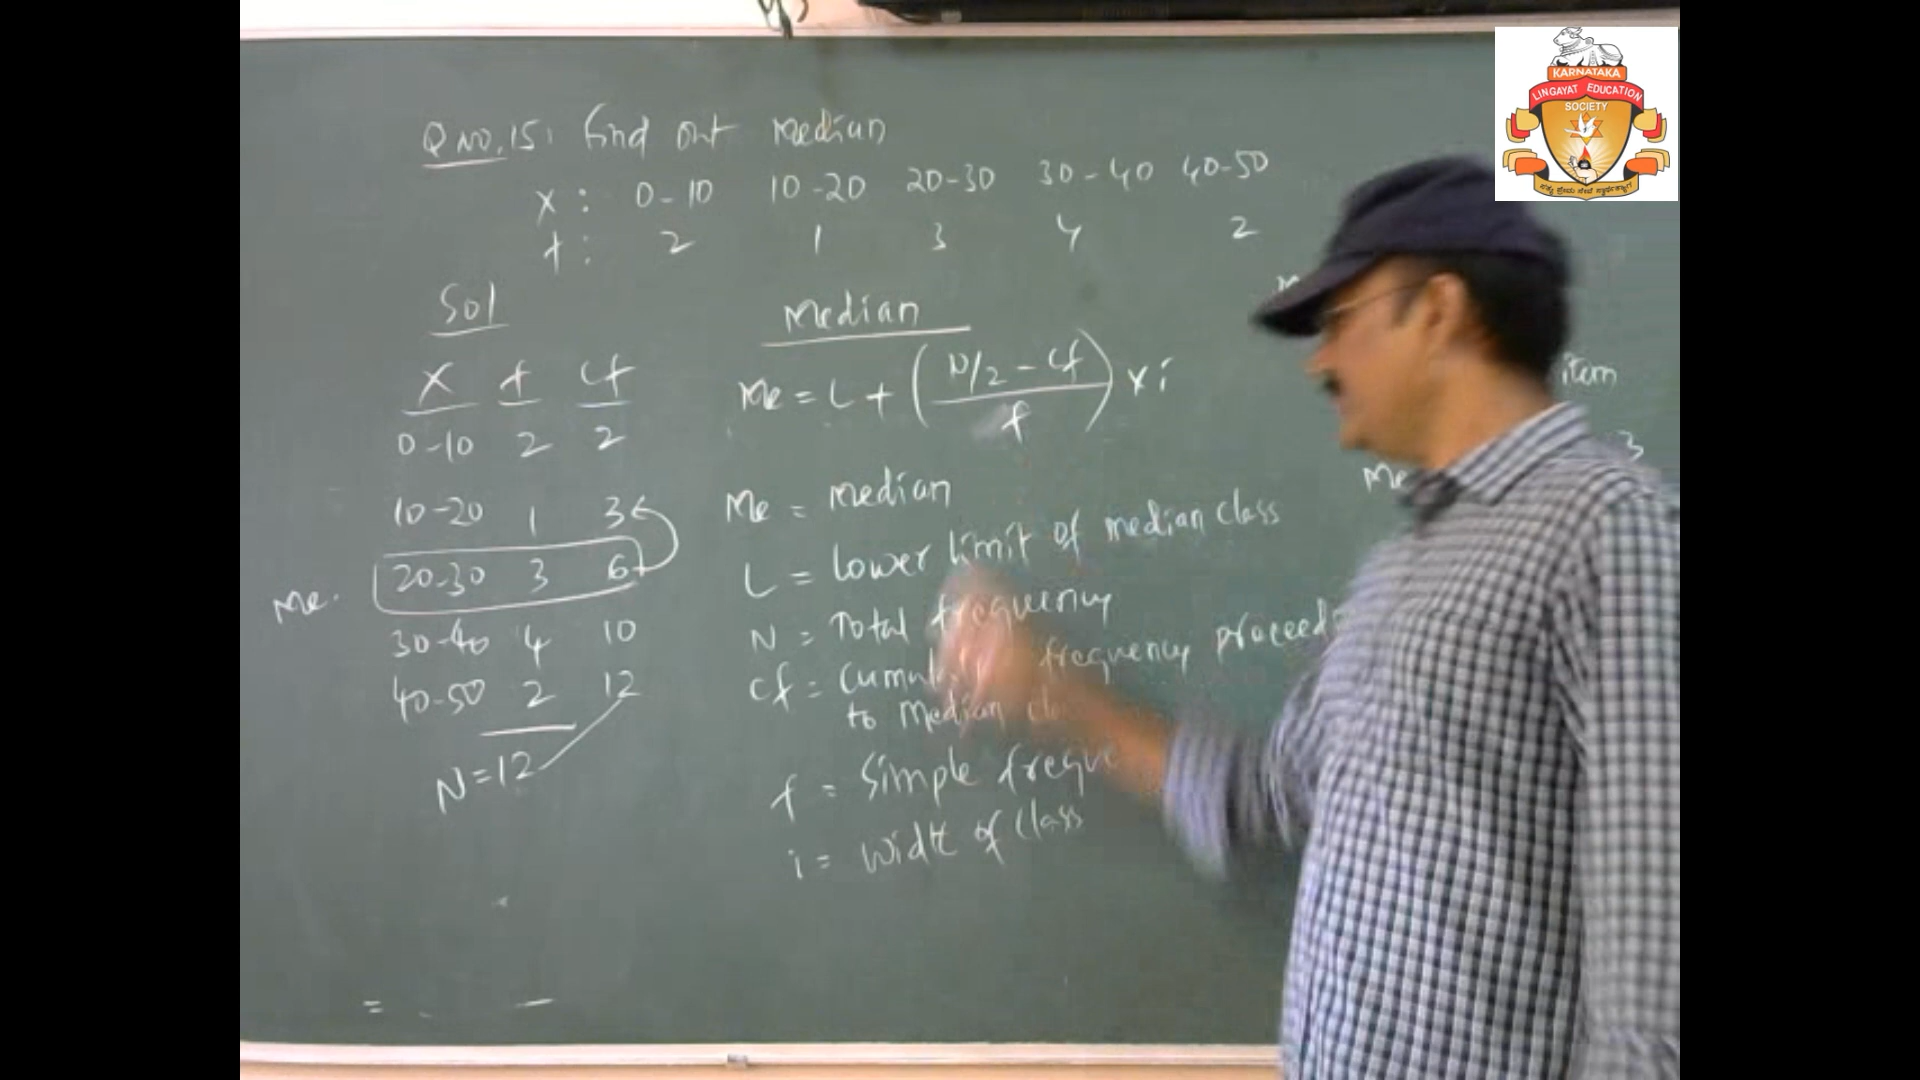 Q NO. 15: find out Median
X : 0-10 10-20 20-30 30-40 40-50
f : 2 1 3 4 2
Sol
X f cf
0-10 2 2
10-20 1 3
Me. 20-30 3 6
30-40 4 10
40-50 2 12
N=12
Median
Me = L + (N/2 - cf / f) x i
Me = median
L = Lower limit of median class
N = Total frequency
Cf = frequency
to Median
f = Simple
i = Width of class
item
3
Me
KARNATAKA
LINGAYAT EDUCATION
SOCIETY